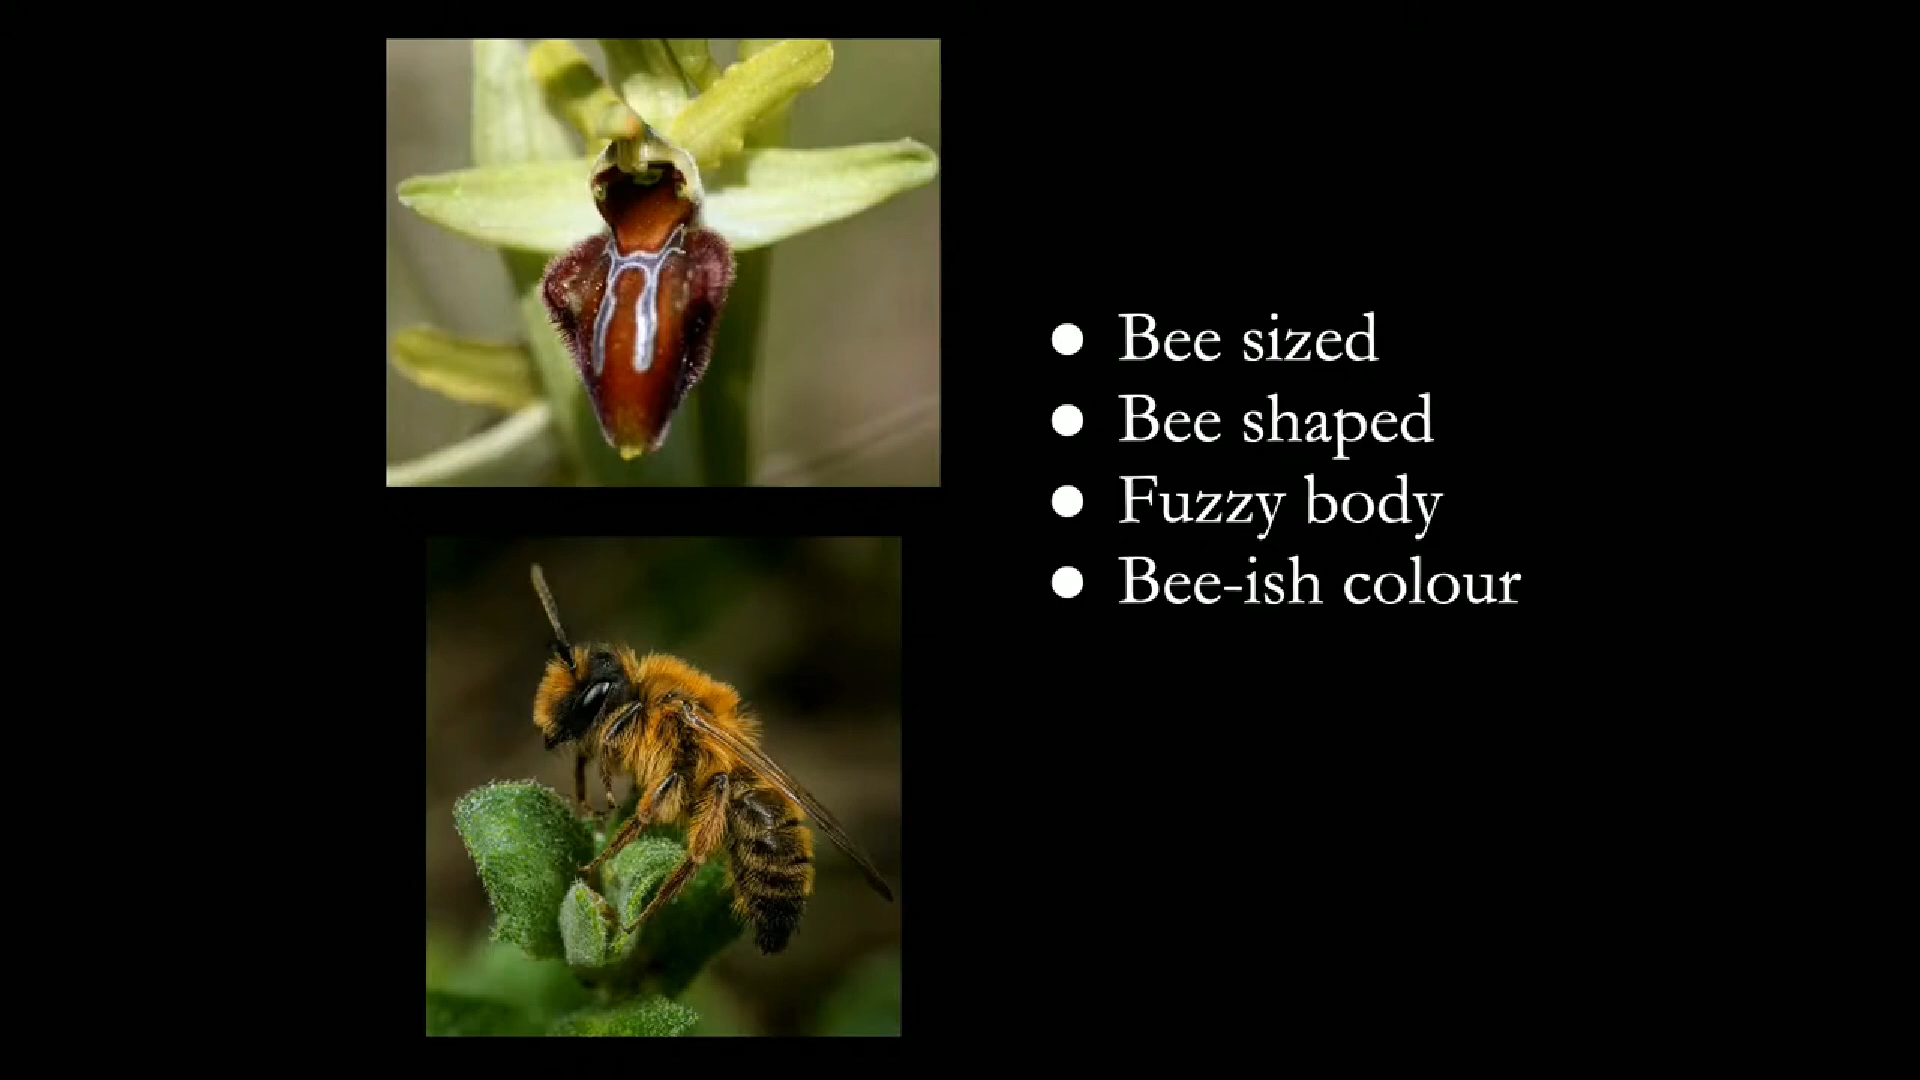 ● Bee sized
● Bee shaped
● Fuzzy body
● Bee-ish colour